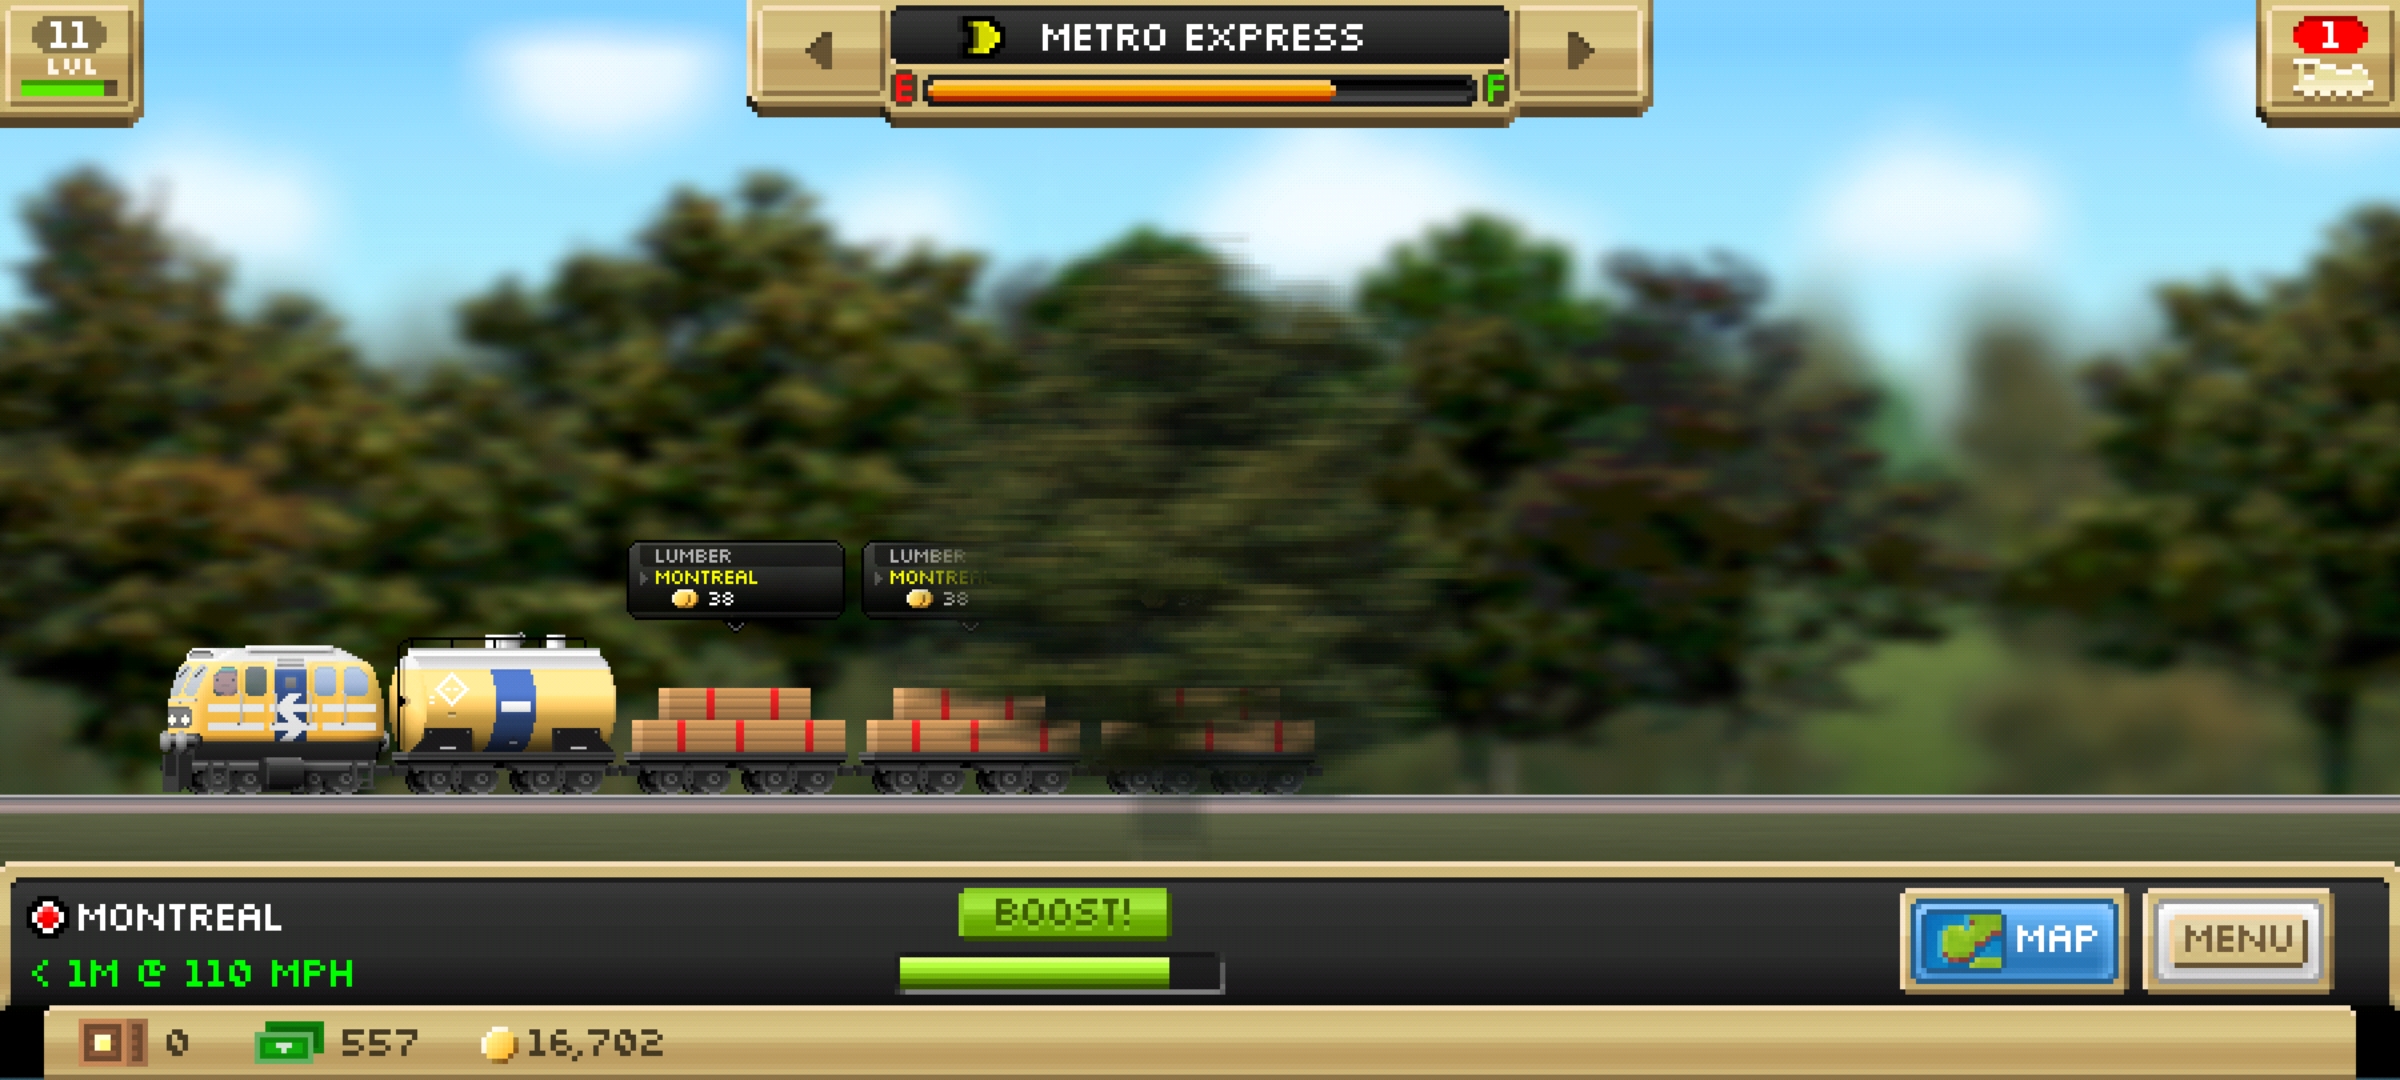 11
LVL
METRO EXPRESS
E
F
1
LUMBER
MONTREAL
38
LUMBER
MONTREAL
38
MONTREAL
< 1M @ 110 MPH
BOOST!
MAP
MENU
0
557
16,702